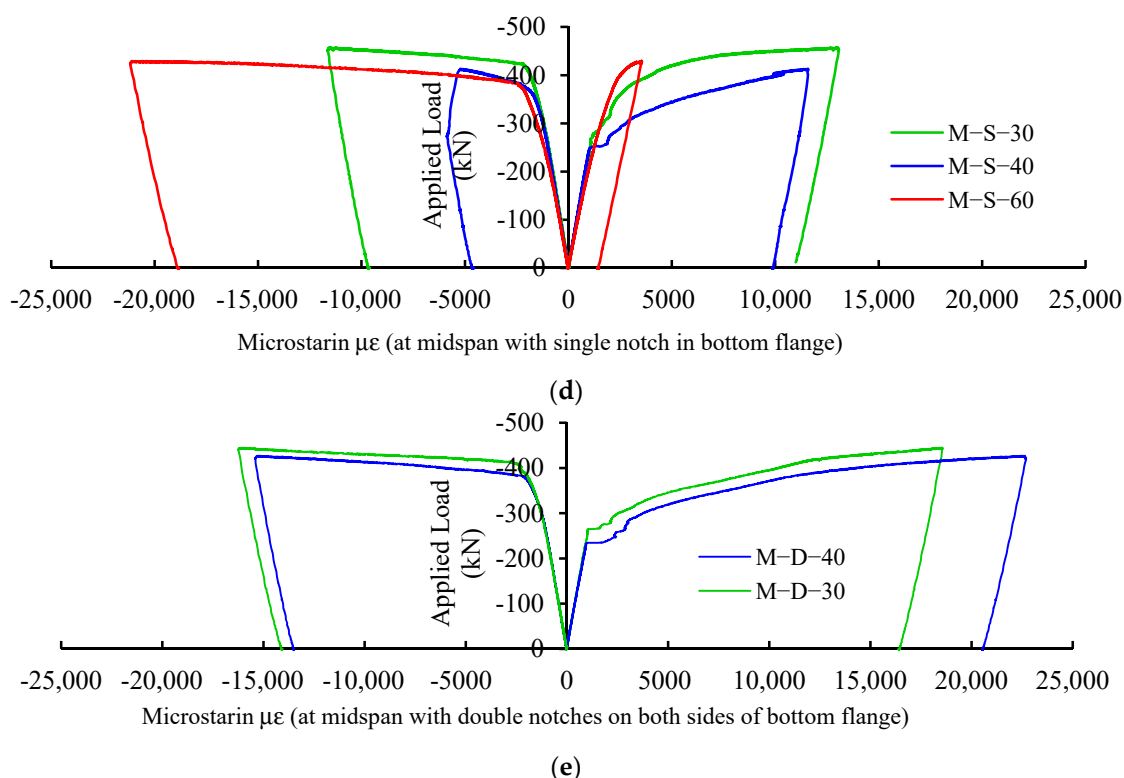 -500
-400
-300
-200
-100
0
Applied Load
(kN)
M−S−30
M−S−40
M−S−60
-25,000 -20,000 -15,000 -10,000 -5000 0 5000 10,000 15,000 20,000 25,000
Microstarin με (at midspan with single notch in bottom flange)
(d)
-500
-400
-300
-200
-100
0
Applied Load
(kN)
M−D−40
M−D−30
-25,000 -20,000 -15,000 -10,000 -5000 0 5000 10,000 15,000 20,000 25,000
Microstarin με (at midspan with double notches on both sides of bottom flange)
(e)